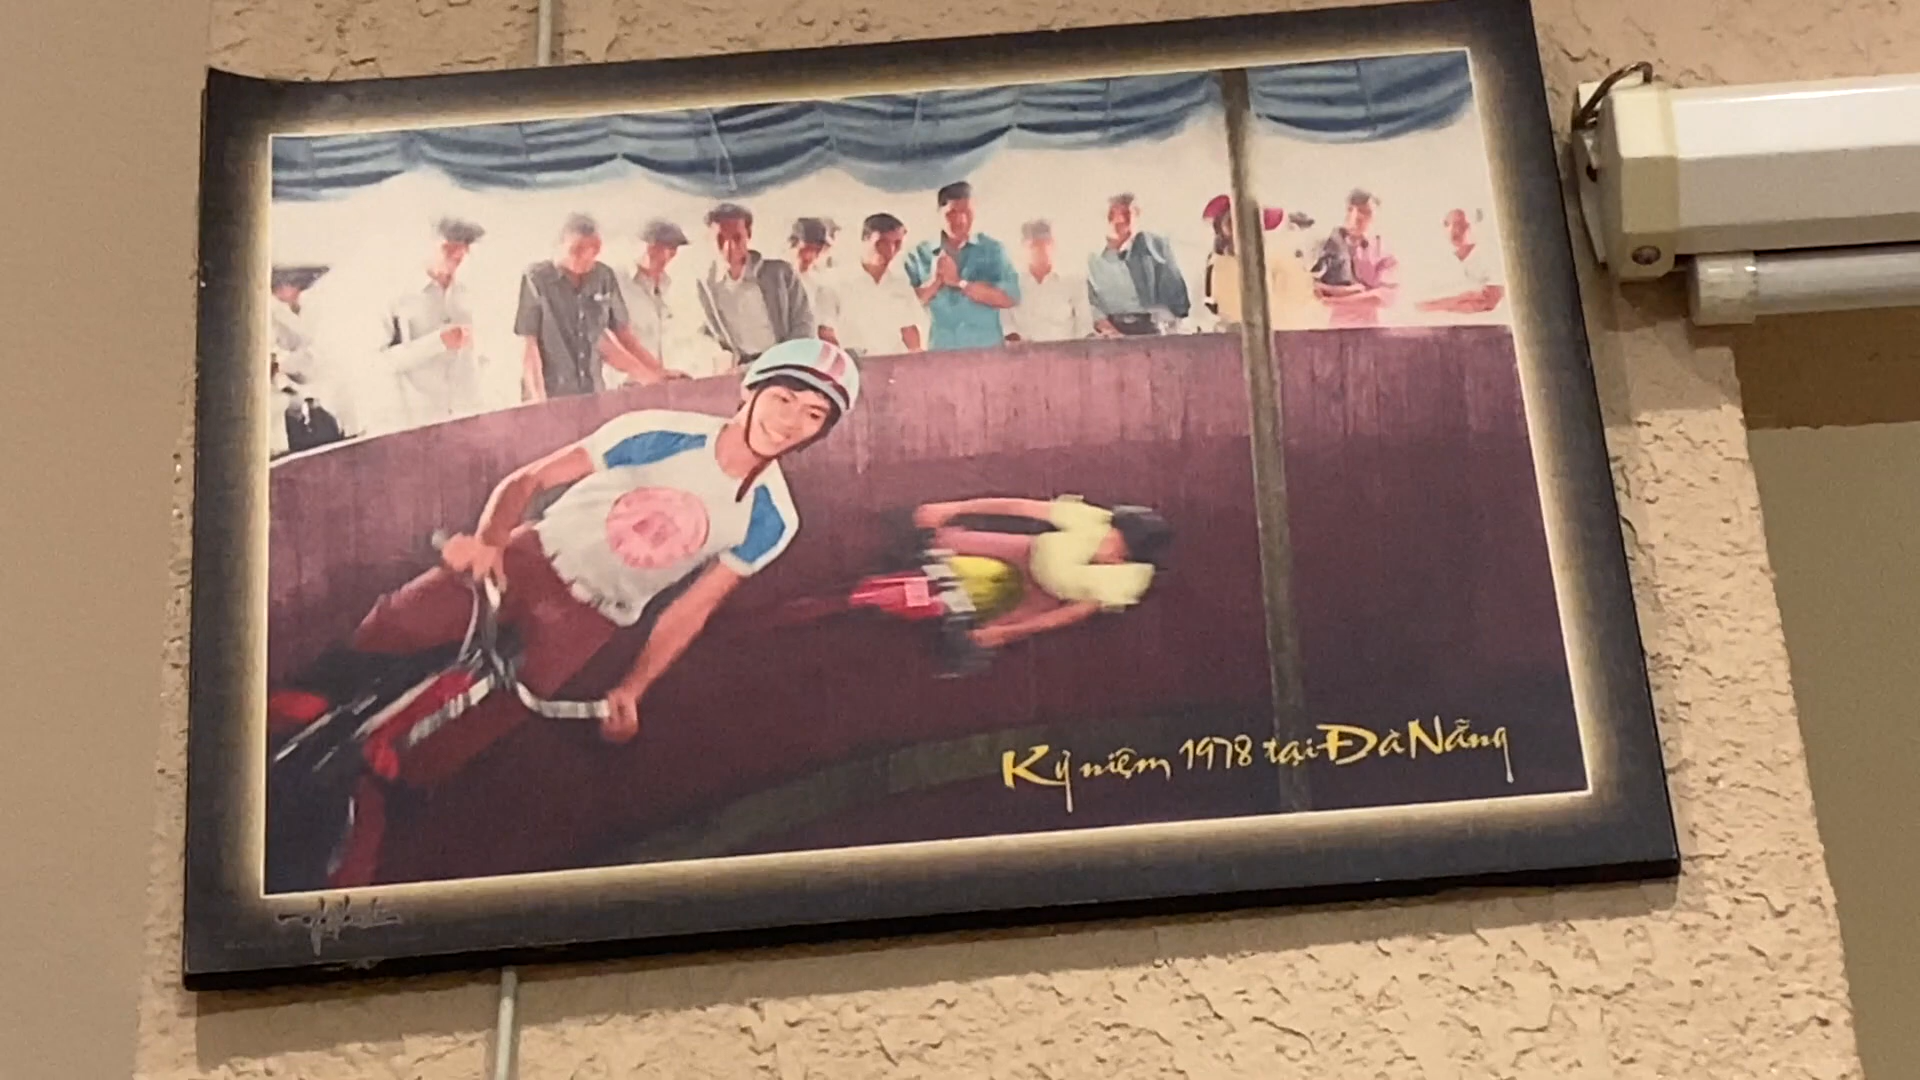 Kỷ niệm 1978 tại Đà Nẵng